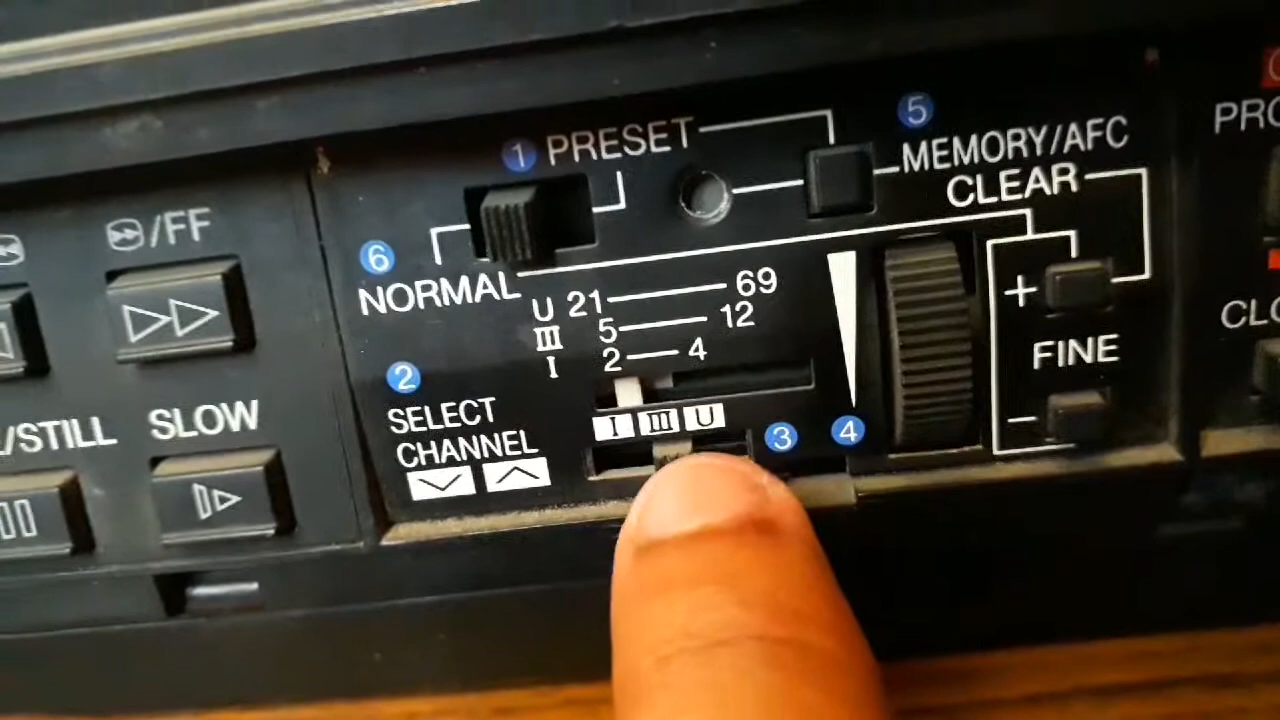 /FF
/STILL
SLOW
1 PRESET
5
MEMORY/AFC
CLEAR
6
NORMAL
U 21 69
III 5 12
I 2 4
2
SELECT
CHANNEL
I III U
3
4
+
FINE
−
PRO
CLO